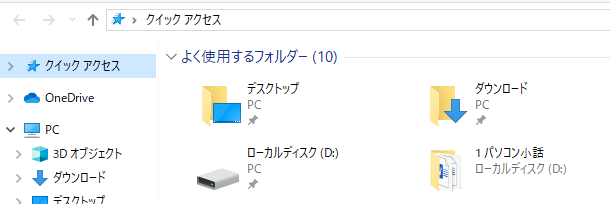 クイック アクセス
クイック アクセス
OneDrive
PC
3D オブジェクト
ダウンロード
デスクトップ
よく使用するフォルダー (10)
デスクトップ
PC
ダウンロード
PC
ローカルディスク (D:)
PC
1 パソコン小話
ローカルディスク (D:)